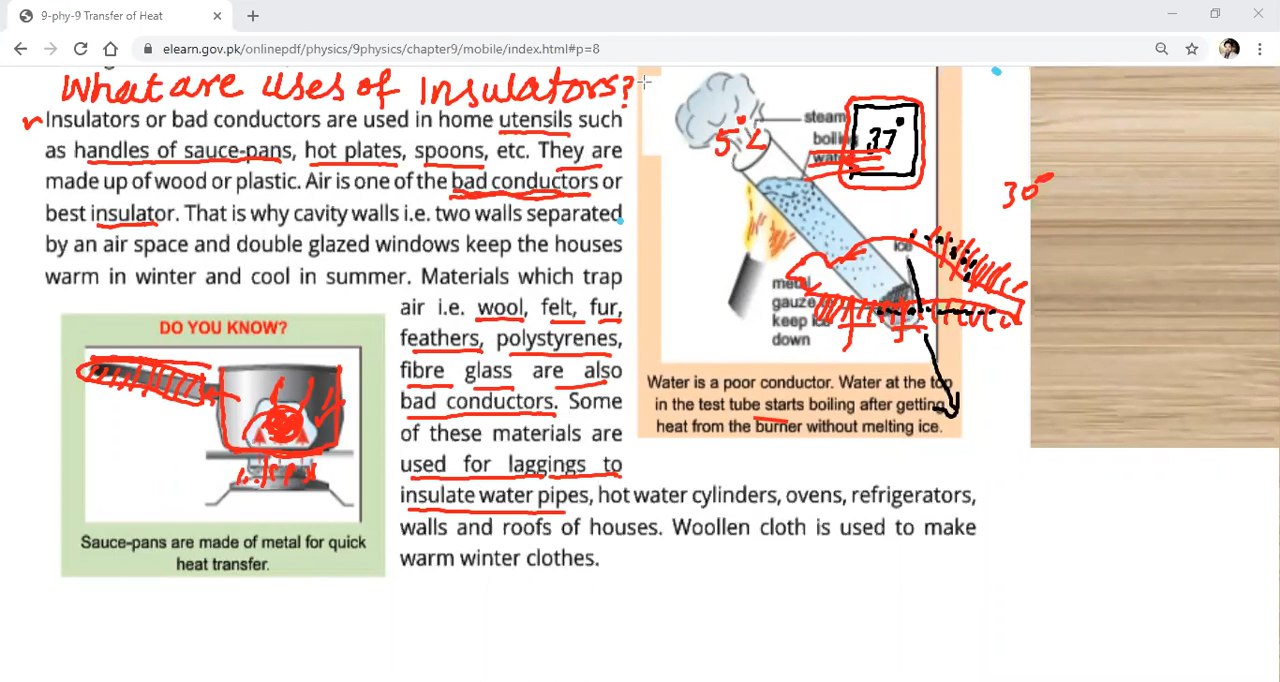 9-phy-9 Transfer of Heat
elearn.gov.pk/onlinepdf/physics/9physics/chapter9/mobile/index.html#p=8
What are uses of Insulators?
Insulators or bad conductors are used in home utensils such
as handles of sauce-pans, hot plates, spoons, etc. They are
made up of wood or plastic. Air is one of the bad conductors or
best insulator. That is why cavity walls i.e. two walls separated
by an air space and double glazed windows keep the houses
warm in winter and cool in summer. Materials which trap
air i.e. wool, felt, fur,
feathers, polystyrenes,
fibre glass are also
bad conductors. Some
of these materials are
used for laggings to
insulate water pipes, hot water cylinders, ovens, refrigerators,
walls and roofs of houses. Woollen cloth is used to make
warm winter clothes.
DO YOU KNOW?
Sauce-pans are made of metal for quick
heat transfer.
steam
boiling
water
37°
30°
ice
metal
gauze to
keep ice
down
Water is a poor conductor. Water at the top
in the test tube starts boiling after getting
heat from the burner without melting ice.